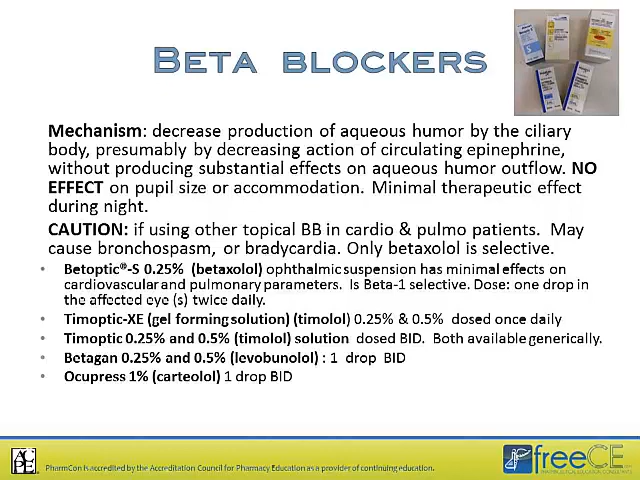 BETA BLOCKERS
Mechanism: decrease production of aqueous humor by the ciliary
body, presumably by decreasing action of circulating epinephrine,
without producing substantial effects on aqueous humor outflow. NO
EFFECT on pupil size or accommodation. Minimal therapeutic effect
during night.
CAUTION: if using other topical BB in cardio & pulmo patients. May
cause bronchospasm, or bradycardia. Only betaxolol is selective.
• Betoptic®-S 0.25% (betaxolol) ophthalmic suspension has minimal effects on
cardiovascular and pulmonary parameters. Is Beta-1 selective. Dose: one drop in
the affected eye (s) twice daily.
• Timoptic-XE (gel forming solution) (timolol) 0.25% & 0.5% dosed once daily
• Timoptic 0.25% and 0.5% (timolol) solution dosed BID. Both available generically.
• Betagan 0.25% and 0.5% (levobunolol) : 1 drop BID
• Ocupress 1% (carteolol) 1 drop BID
ACPE
PharmCon is accredited by the Accreditation Council for Pharmacy Education as a provider of continuing education.
freeCE